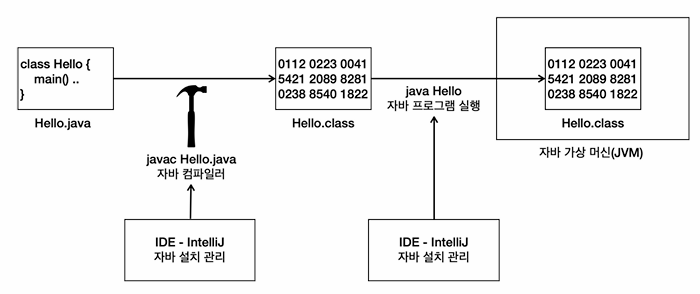 class Hello {
main() ..
}
Hello.java
javac Hello.java
자바 컴파일러
IDE - IntelliJ
자바 설치 관리
0112 0223 0041
5421 2089 8281
0238 8540 1822
Hello.class
java Hello
자바 프로그램 실행
IDE - IntelliJ
자바 설치 관리
0112 0223 0041
5421 2089 8281
0238 8540 1822
Hello.class
자바 가상 머신(JVM)